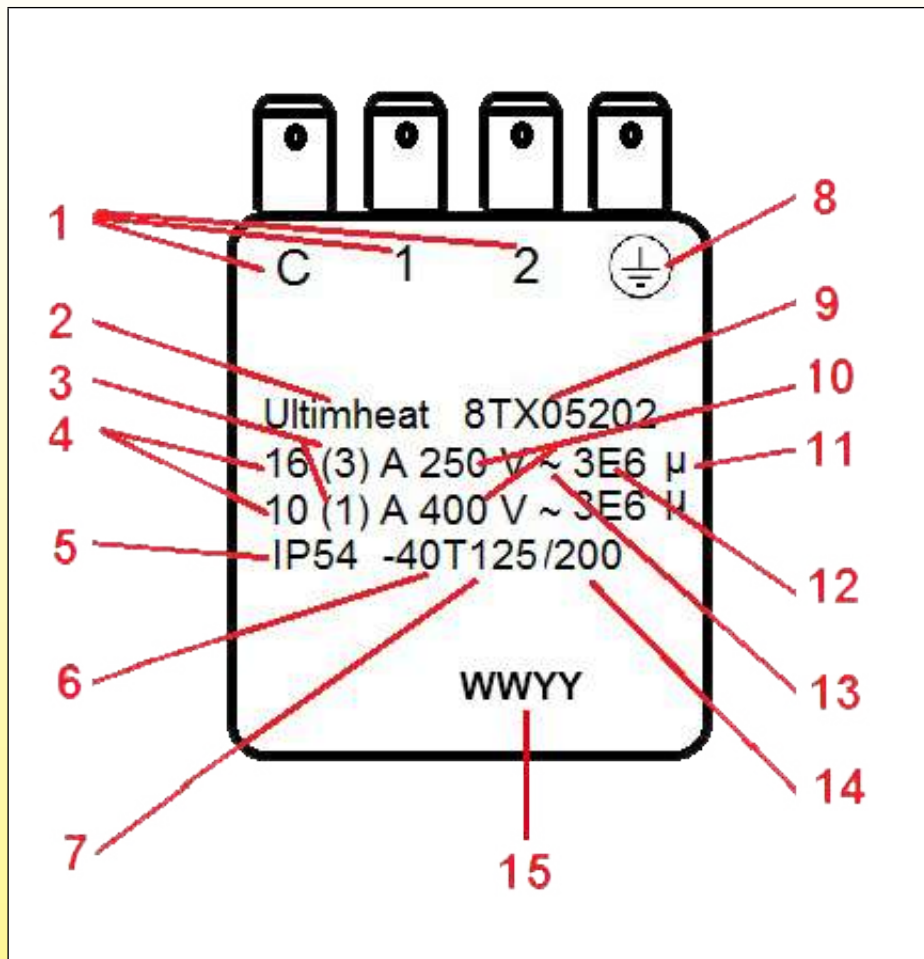 1 C 1 2 8
2 9
3 Ultimheat 8TX05202 10
4 16 (3) A 250 V ~ 3E6 µ 11
10 (1) A 400 V ~ 3E6 µ
5 IP54 -40T125/200 12
6 WWYY 13
14
7 15